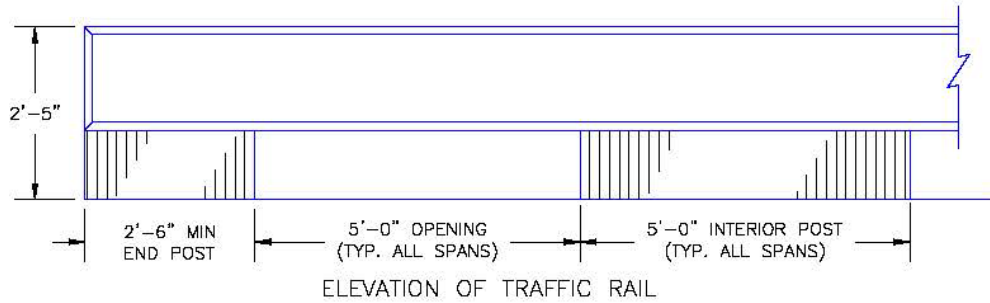 2'-5"
2'-6" MIN
END POST
5'-0" OPENING
(TYP. ALL SPANS)
5'-0" INTERIOR POST
(TYP. ALL SPANS)
ELEVATION OF TRAFFIC RAIL